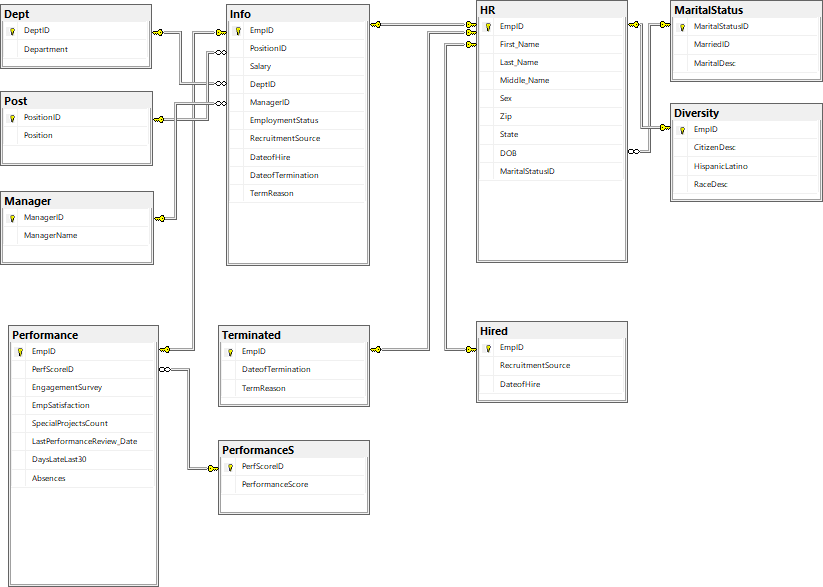 Dept
DeptID
Department
Post
PositionID
Position
Manager
ManagerID
ManagerName
Info
EmpID
PositionID
Salary
DeptID
ManagerID
EmploymentStatus
RecruitmentSource
DateofHire
DateofTermination
TermReason
HR
EmpID
First_Name
Last_Name
Middle_Name
Sex
Zip
State
DOB
MaritalStatusID
MaritalStatus
MaritalStatusID
MarriedID
MaritalDesc
Diversity
EmpID
CitizenDesc
HispanicLatino
RaceDesc
Performance
EmpID
PerfScoreID
EngagementSurvey
EmpSatisfaction
SpecialProjectsCount
LastPerformanceReview_Date
DaysLateLast30
Absences
Terminated
EmpID
DateofTermination
TermReason
PerformanceS
PerfScoreID
PerformanceScore
Hired
EmpID
RecruitmentSource
DateofHire